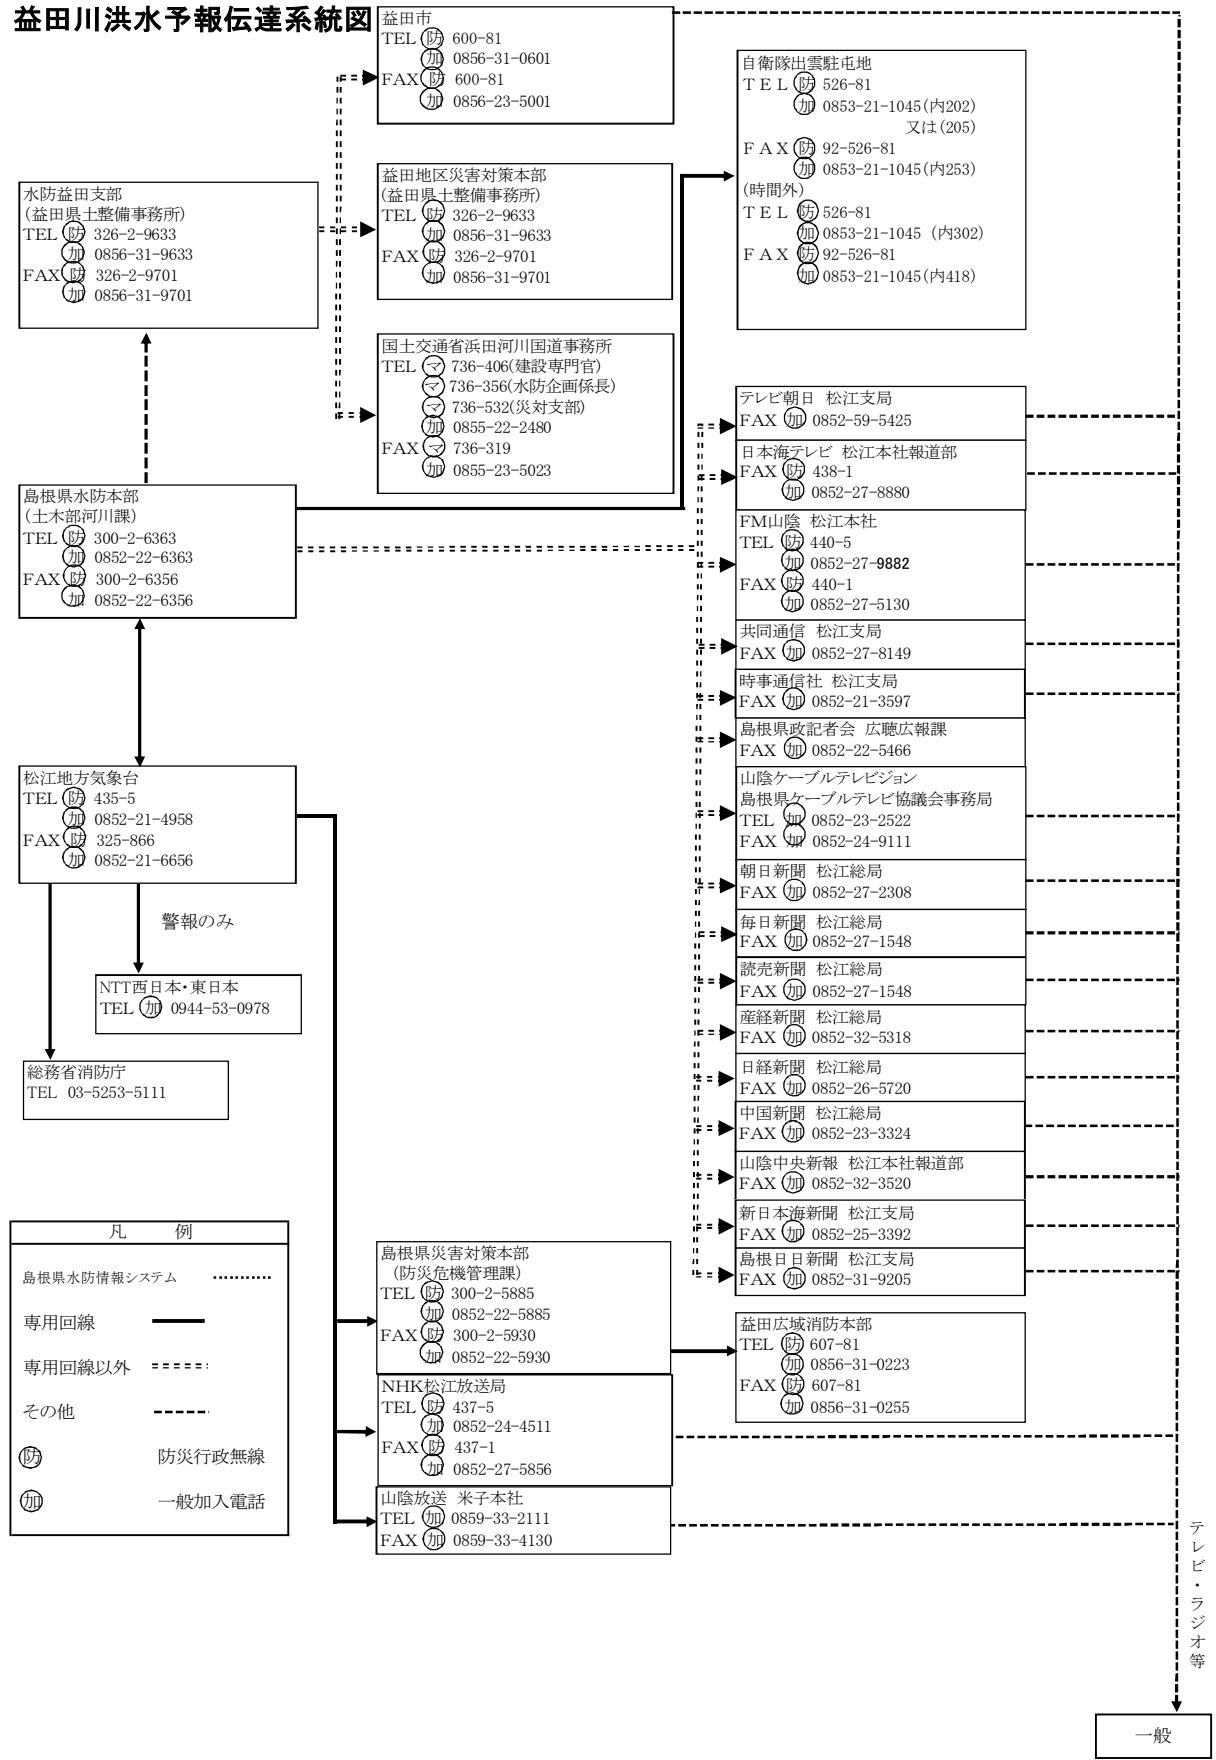 益田川洪水予報伝達系統図
益田市
TEL 防 600-81
加 0856-31-0601
FAX 防 600-81
加 0856-23-5001
自衛隊出雲駐屯地
ＴＥＬ 防 526-81
加 0853-21-1045(内202)
又は(205)
ＦＡＸ 防 92-526-81
加 0853-21-1045(内253)
(時間外)
ＴＥＬ 防 526-81
加 0853-21-1045 (内302)
ＦＡＸ 防 92-526-81
加 0853-21-1045(内418)
水防益田支部
(益田県土整備事務所)
TEL 防 326-2-9633
加 0856-31-9633
FAX 防 326-2-9701
加 0856-31-9701
益田地区災害対策本部
(益田県土整備事務所)
TEL 防 326-2-9633
加 0856-31-9633
FAX 防 326-2-9701
加 0856-31-9701
国土交通省浜田河川国道事務所
TEL マ 736-406(建設専門官)
マ 736-356(水防企画係長)
マ 736-532(災対支部)
加 0855-22-2480
FAX マ 736-319
加 0855-23-5023
島根県水防本部
(土木部河川課)
TEL 防 300-2-6363
加 0852-22-6363
FAX 防 300-2-6356
加 0852-22-6356
松江地方気象台
TEL 防 435-5
加 0852-21-4958
FAX 防 325-866
加 0852-21-6656
警報のみ
NTT西日本・東日本
TEL 加 0944-53-0978
総務省消防庁
TEL 03-5253-5111
テレビ朝日 松江支局
FAX 加 0852-59-5425
日本海テレビ 松江本社報道部
FAX 防 438-1
加 0852-27-8880
FM山陰 松江本社
TEL 防 440-5
加 0852-27-9882
FAX 防 440-1
加 0852-27-5130
共同通信 松江支局
FAX 加 0852-27-8149
時事通信社 松江支局
FAX 加 0852-21-3597
島根県政記者会 広聴広報課
FAX 加 0852-22-5466
山陰ケーブルテレビジョン
島根県ケーブルテレビ協議会事務局
TEL 加 0852-23-2522
FAX 加 0852-24-9111
朝日新聞 松江総局
FAX 加 0852-27-2308
毎日新聞 松江総局
FAX 加 0852-27-1548
読売新聞 松江総局
FAX 加 0852-27-1548
産経新聞 松江総局
FAX 加 0852-32-5318
日経新聞 松江総局
FAX 加 0852-26-5720
中国新聞 松江総局
FAX 加 0852-23-3324
山陰中央新報 松江本社報道部
FAX 加 0852-32-3520
新日本海新聞 松江支局
FAX 加 0852-25-3392
島根日日新聞 松江支局
FAX 加 0852-31-9205
島根県災害対策本部
(防災危機管理課)
TEL 防 300-2-5885
加 0852-22-5885
FAX 防 300-2-5930
加 0852-22-5930
益田広域消防本部
TEL 防 607-81
加 0856-31-0223
FAX 防 607-81
加 0856-31-0255
NHK松江放送局
TEL 防 437-5
加 0852-24-4511
FAX 防 437-1
加 0852-27-5856
山陰放送 米子本社
TEL 加 0859-33-2111
FAX 加 0859-33-4130
凡 例
島根県水防情報システム
専用回線
専用回線以外
その他
防 防災行政無線
加 一般加入電話
テレビ・ラジオ等
一般